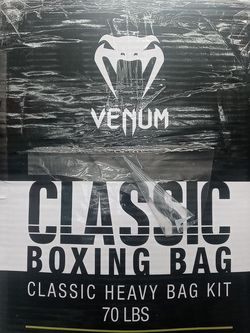 VENUM
CLASSIC
BOXING BAG
CLASSIC HEAVY BAG KIT
70 LBS